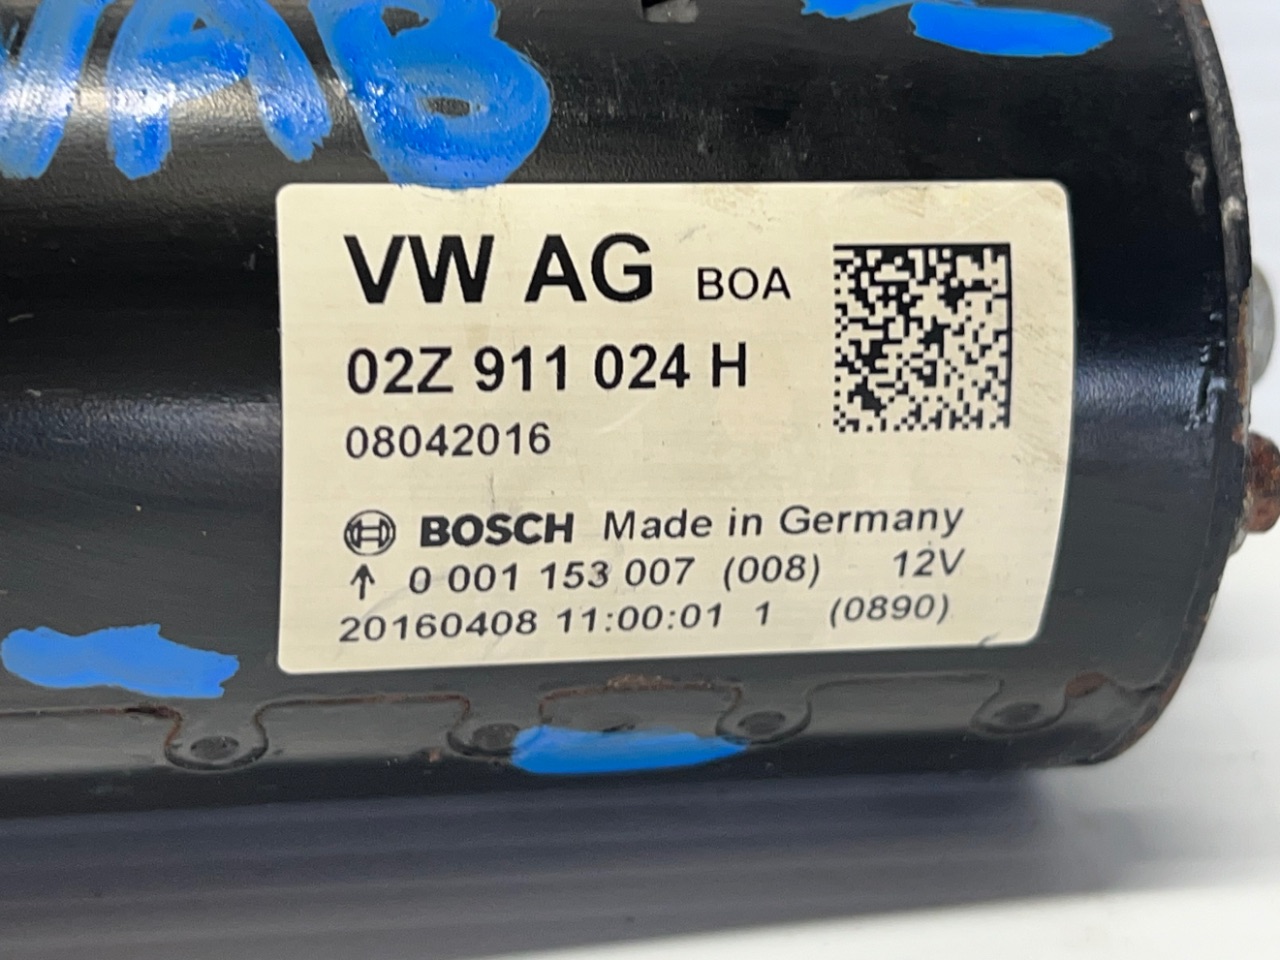 VAB
VW AG BOA
02Z 911 024 H
08042016
BOSCH Made in Germany
↑ 0 001 153 007 (008) 12V
20160408 11:00:01 1 (0890)